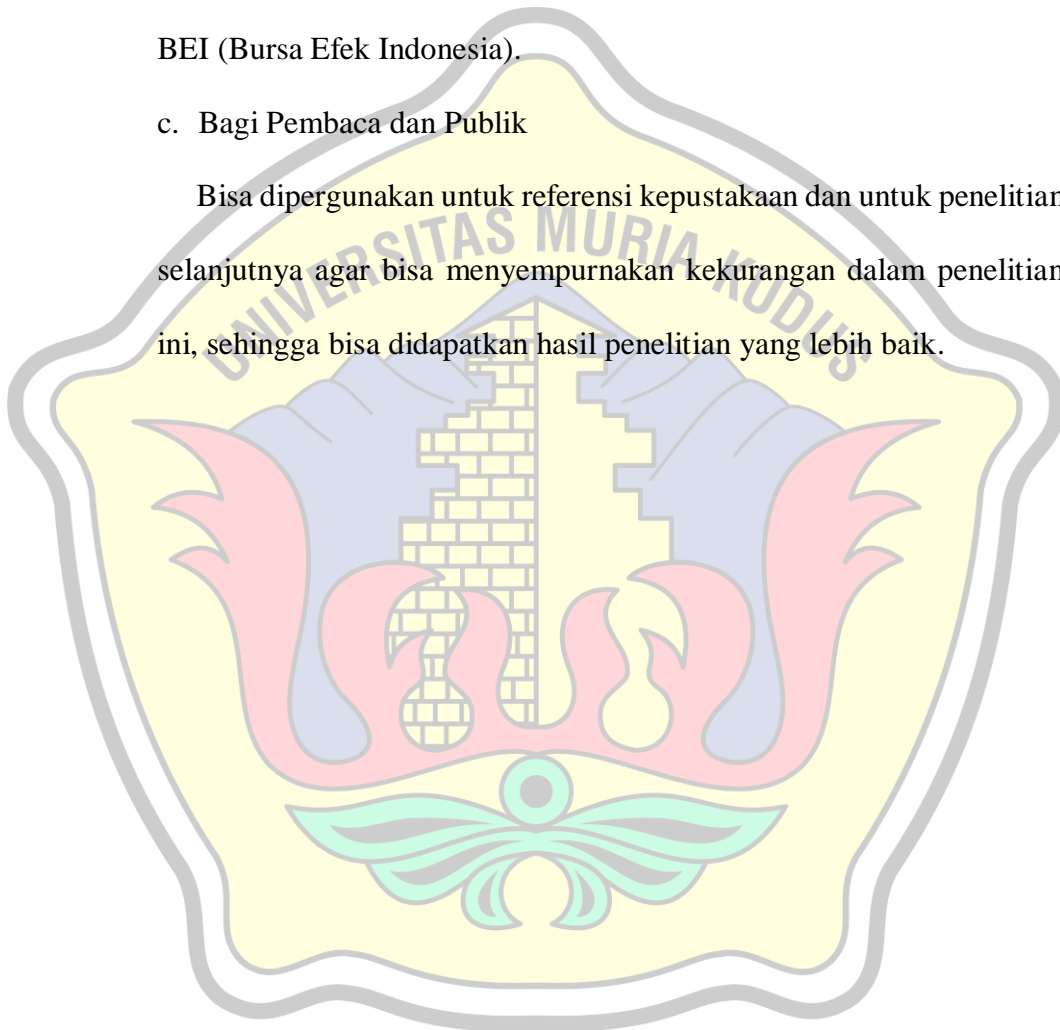 BEI (Bursa Efek Indonesia).
c. Bagi Pembaca dan Publik
Bisa dipergunakan untuk referensi kepustakaan dan untuk penelitian
selanjutnya agar bisa menyempurnakan kekurangan dalam penelitian
ini, sehingga bisa didapatkan hasil penelitian yang lebih baik.
UNIVERSITAS MURIA KUDUS